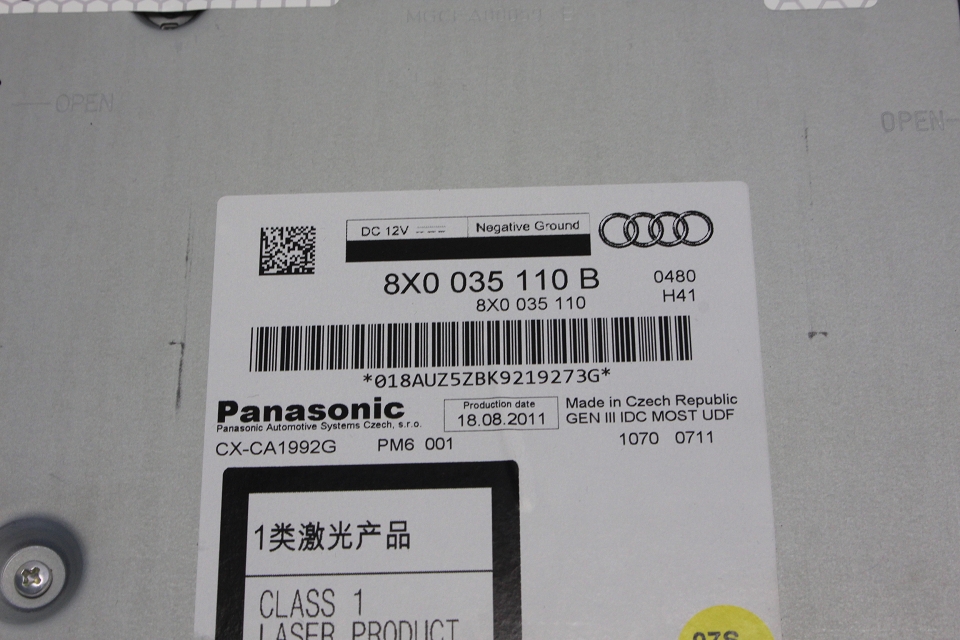 OPEN
OPEN
DC 12V Negative Ground
8X0 035 110 B 0480
8X0 035 110 H41
*018AUZ5ZBK9219273G*
Panasonic Production date Made in Czech Republic
Panasonic Automotive Systems Czech, s.r.o. 18.08.2011 GEN III IDC MOST UDF
CX-CA1992G PM6 001 1070 0711
1类激光产品
CLASS 1
LASER PRODUCT